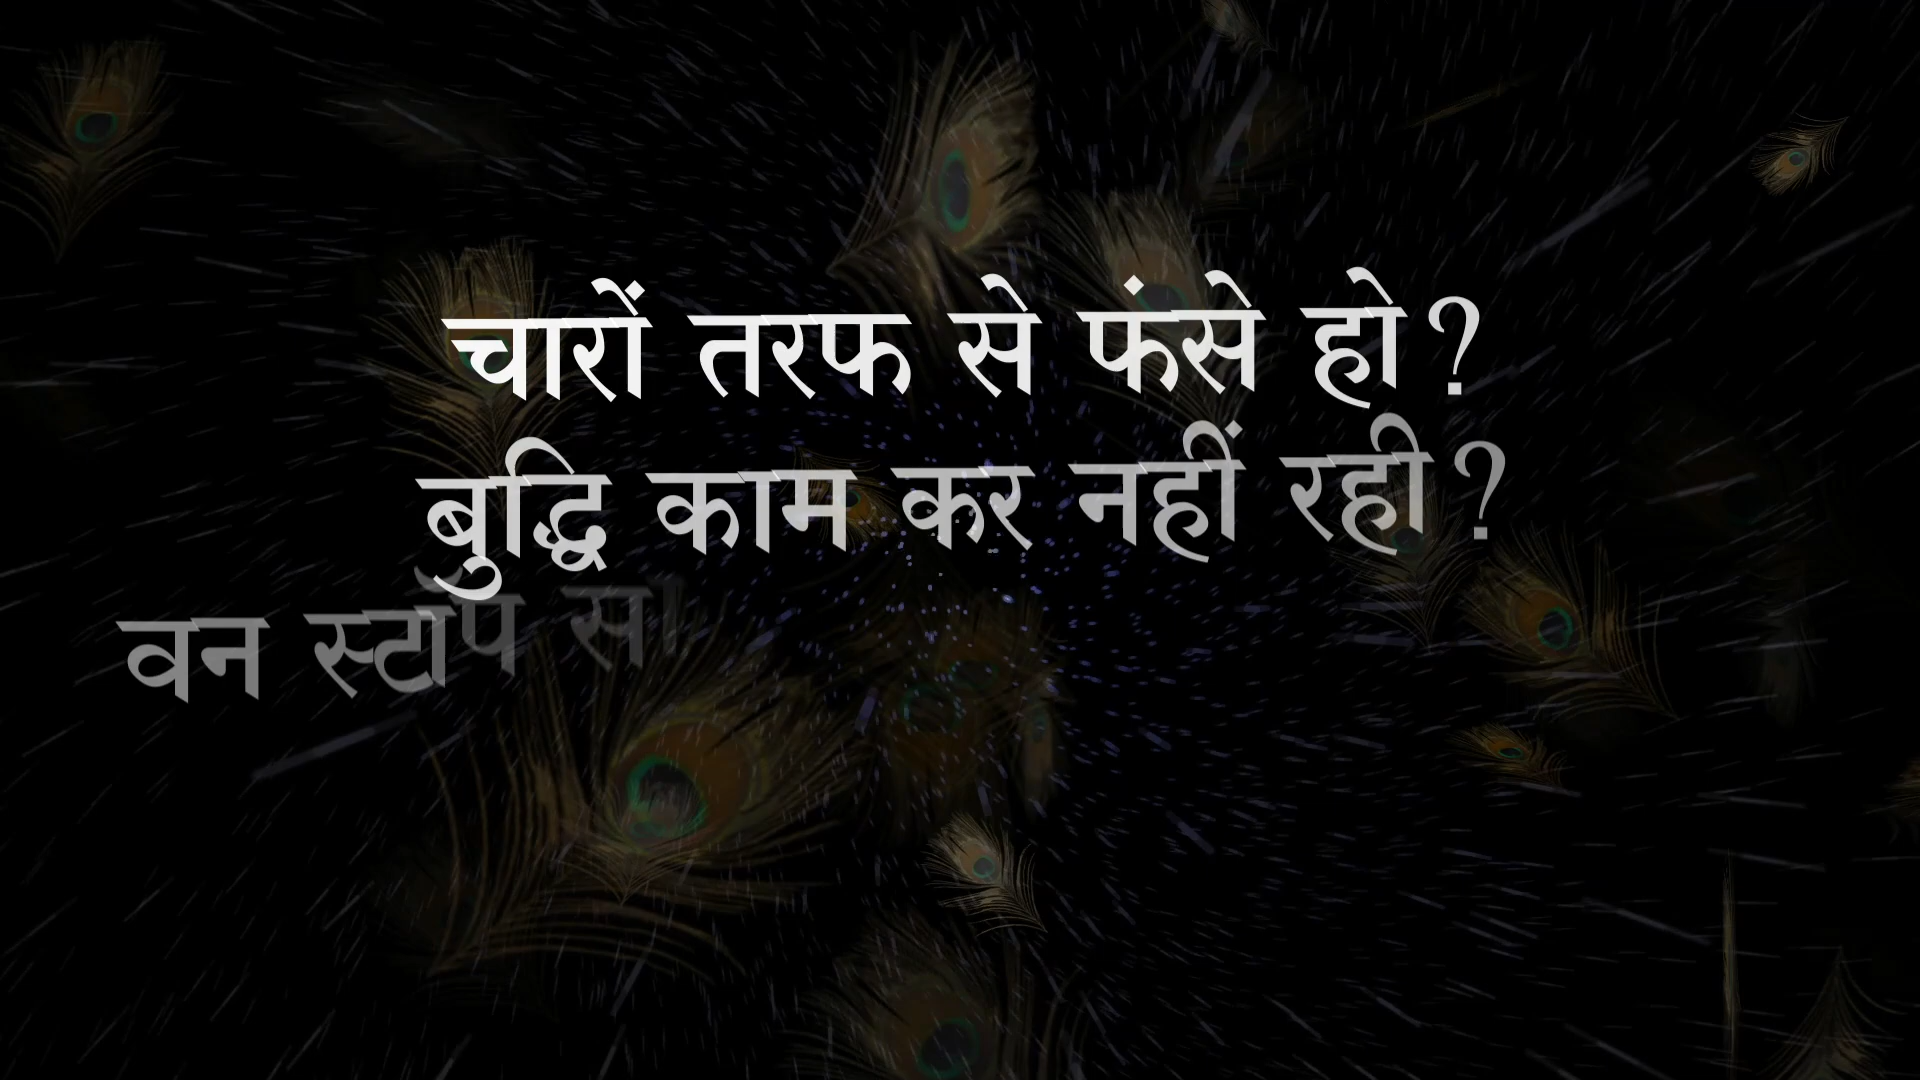 चारों तरफ से फंसे हो?
बुद्धि काम कर नहीं रही?
वन स्टॉप